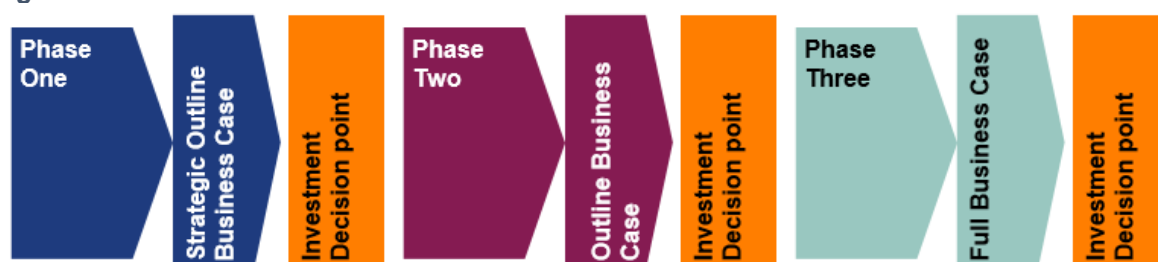 Phase
One
Strategic Outline
Business Case
Investment
Decision point
Phase
Two
Outline Business
Case
Investment
Decision point
Phase
Three
Full Business Case
Investment
Decision point